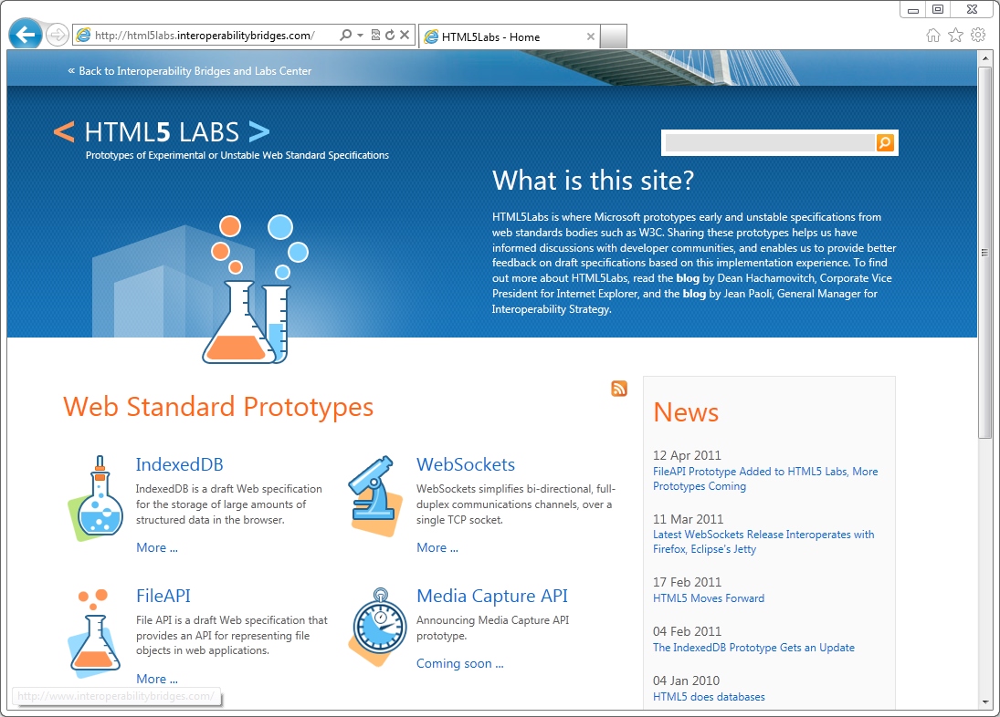 http://html5labs.interoperabilitybridges.com/
HTML5Labs - Home
« Back to Interoperability Bridges and Labs Center
< HTML5 LABS >
Prototypes of Experimental or Unstable Web Standard Specifications
What is this site?
HTML5Labs is where Microsoft prototypes early and unstable specifications from
web standards bodies such as W3C. Sharing these prototypes helps us have
informed discussions with developer communities, and enables us to provide better
feedback on draft specifications based on this implementation experience. To find
out more about HTML5Labs, read the blog by Dean Hachamovitch, Corporate Vice
President for Internet Explorer, and the blog by Jean Paoli, General Manager for
Interoperability Strategy.
Web Standard Prototypes
IndexedDB
IndexedDB is a draft Web specification
for the storage of large amounts of
structured data in the browser.
More ...
WebSockets
WebSockets simplifies bi-directional, full-
duplex communications channels, over a
single TCP socket.
More ...
FileAPI
File API is a draft Web specification that
provides an API for representing file
objects in web applications.
More ...
Media Capture API
Announcing Media Capture API
prototype.
Coming soon ...
News
12 Apr 2011
FileAPI Prototype Added to HTML5 Labs, More
Prototypes Coming
11 Mar 2011
Latest WebSockets Release Interoperates with
Firefox, Eclipse's Jetty
17 Feb 2011
HTML5 Moves Forward
04 Feb 2011
The IndexedDB Prototype Gets an Update
04 Jan 2010
HTML5 does databases
http://www.interoperabilitybridges.com/